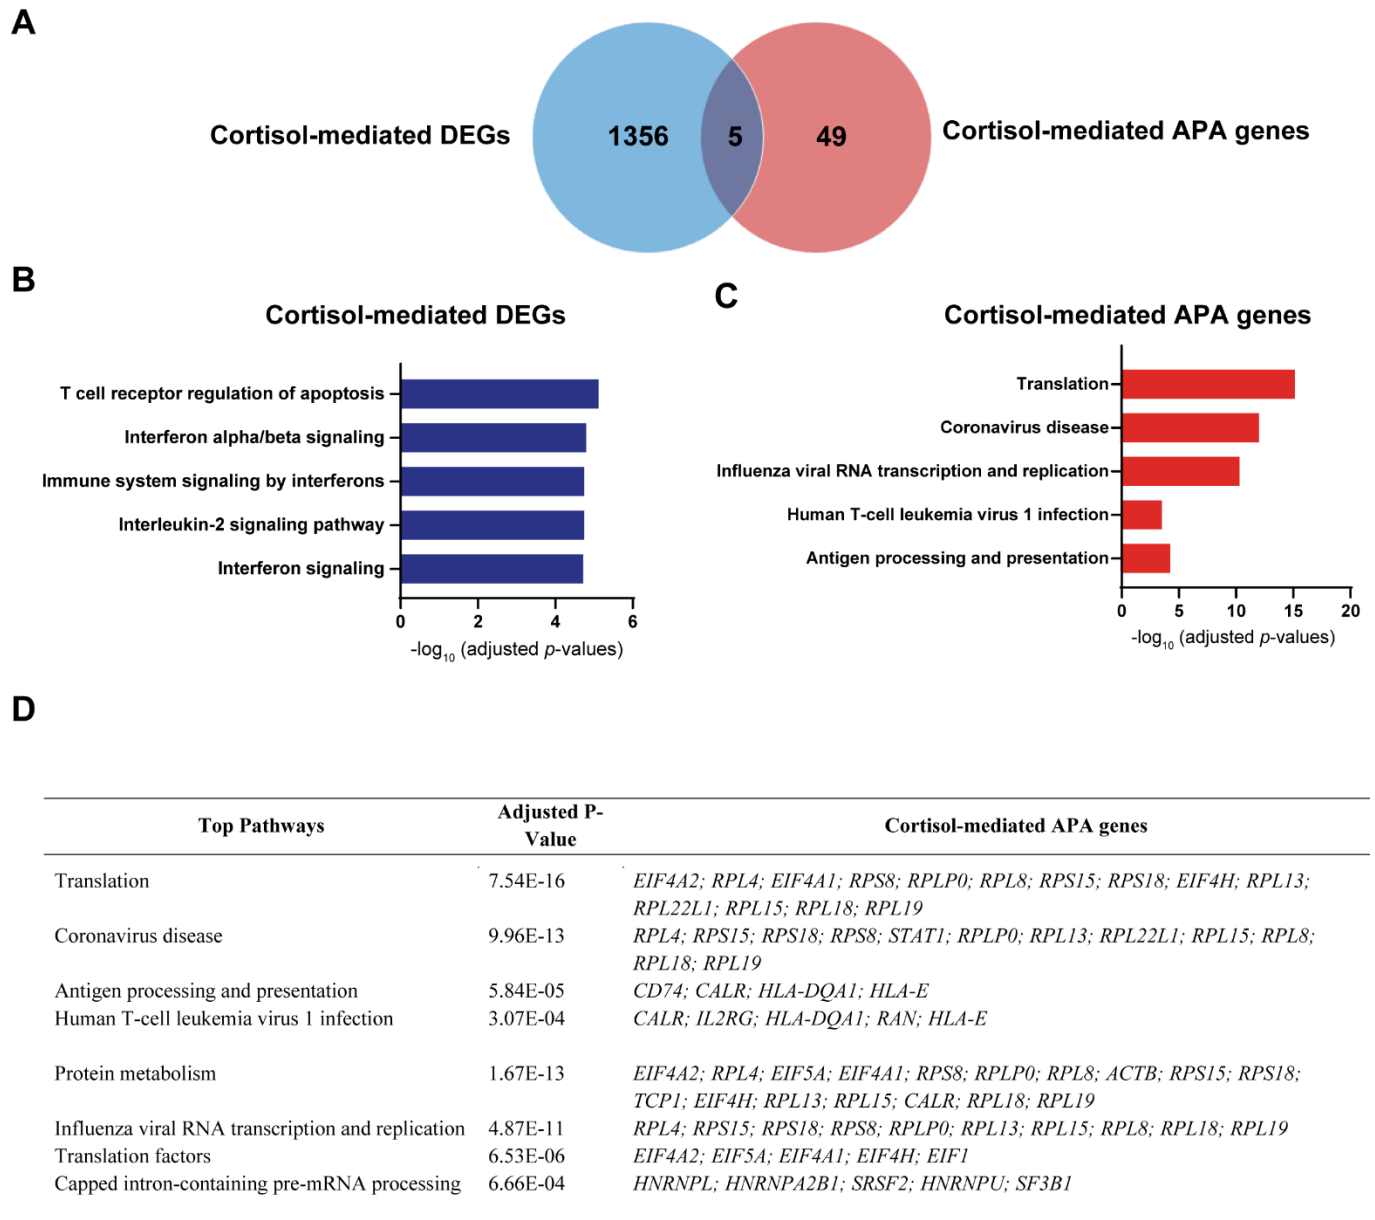 A
Cortisol-mediated DEGs
1356
5
49
Cortisol-mediated APA genes
B
Cortisol-mediated DEGs
T cell receptor regulation of apoptosis
Interferon alpha/beta signaling
Immune system signaling by interferons
Interleukin-2 signaling pathway
Interferon signaling
0 2 4 6
-log10 (adjusted p-values)
C
Cortisol-mediated APA genes
Translation
Coronavirus disease
Influenza viral RNA transcription and replication
Human T-cell leukemia virus 1 infection
Antigen processing and presentation
0 5 10 15 20
-log10 (adjusted p-values)
D
Top Pathways
Adjusted P-
Value
Cortisol-mediated APA genes
Translation 7.54E-16 EIF4A2; RPL4; EIF4A1; RPS8; RPLP0; RPL8; RPS15; RPS18; EIF4H; RPL13;
RPL22L1; RPL15; RPL18; RPL19
Coronavirus disease 9.96E-13 RPL4; RPS15; RPS18; RPS8; STAT1; RPLP0; RPL13; RPL22L1; RPL15; RPL8;
RPL18; RPL19
Antigen processing and presentation 5.84E-05 CD74; CALR; HLA-DQA1; HLA-E
Human T-cell leukemia virus 1 infection 3.07E-04 CALR; IL2RG; HLA-DQA1; RAN; HLA-E
Protein metabolism 1.67E-13 EIF4A2; RPL4; EIF5A; EIF4A1; RPS8; RPLP0; RPL8; ACTB; RPS15; RPS18;
TCP1; EIF4H; RPL13; RPL15; CALR; RPL18; RPL19
Influenza viral RNA transcription and replication 4.87E-11 RPL4; RPS15; RPS18; RPS8; RPLP0; RPL13; RPL15; RPL8; RPL18; RPL19
Translation factors 6.53E-06 EIF4A2; EIF5A; EIF4A1; EIF4H; EIF1
Capped intron-containing pre-mRNA processing 6.66E-04 HNRNPL; HNRNPA2B1; SRSF2; HNRNPU; SF3B1